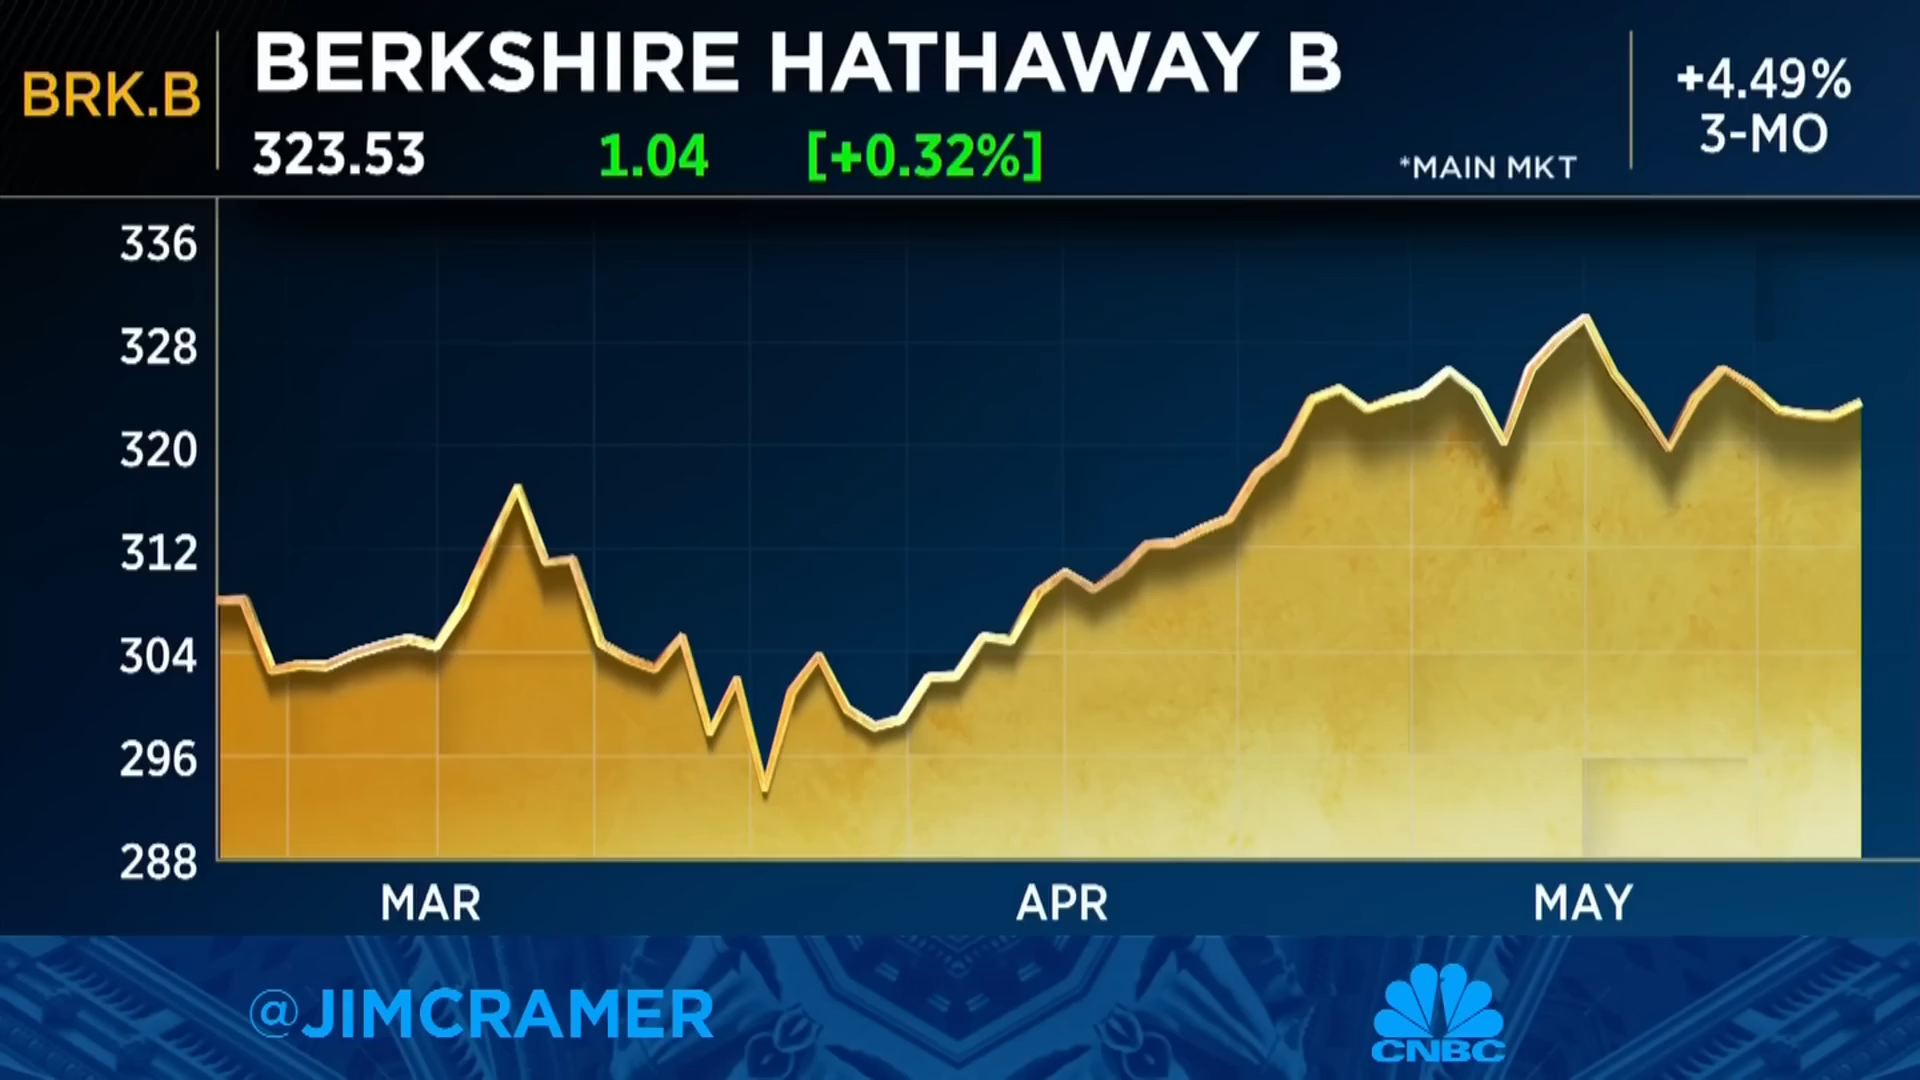 BRK.B
BERKSHIRE HATHAWAY B
323.53 1.04 [+0.32%]
*MAIN MKT
+4.49%
3-MO
336
328
320
312
304
296
288
MAR APR MAY
@JIMCRAMER
CNBC